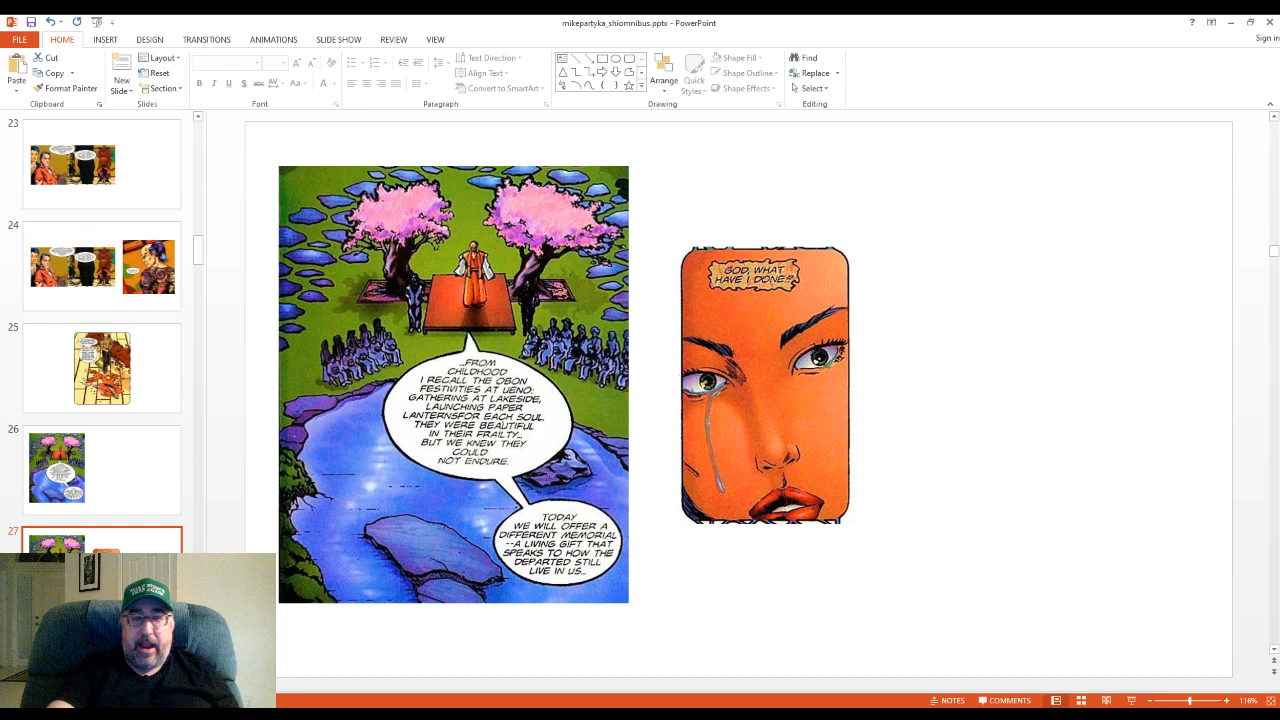 mikepartyka_shiomnibus.pptx - PowerPoint
?
Sign in
FILE HOME INSERT DESIGN TRANSITIONS ANIMATIONS SLIDE SHOW REVIEW VIEW
Paste
Cut
Copy
Format Painter
Clipboard
New
Slide
Layout
Reset
Section
Slides
B I U S abc AV Aa A
Font
Text Direction
Align Text
Convert to SmartArt
Paragraph
Arrange
Quick
Styles
Shape Fill
Shape Outline
Shape Effects
Drawing
Find
Replace
Select
Editing
23
24
25
26
27
...FROM
CHILDHOOD
I RECALL THE OBON
FESTIVITIES AT UENO:
GATHERING AT LAKESIDE,
LAUNCHING PAPER
LANTERNSFOR EACH SOUL.
THEY WERE BEAUTIFUL
IN THEIR FRAILTY...
BUT WE KNEW THEY
COULD
NOT ENDURE.
TODAY
WE WILL OFFER A
DIFFERENT MEMORIAL
--A LIVING GIFT THAT
SPEAKS TO HOW THE
DEPARTED STILL
LIVE IN US...
GOD, WHAT
HAVE I DONE!?
NOTES COMMENTS 116%